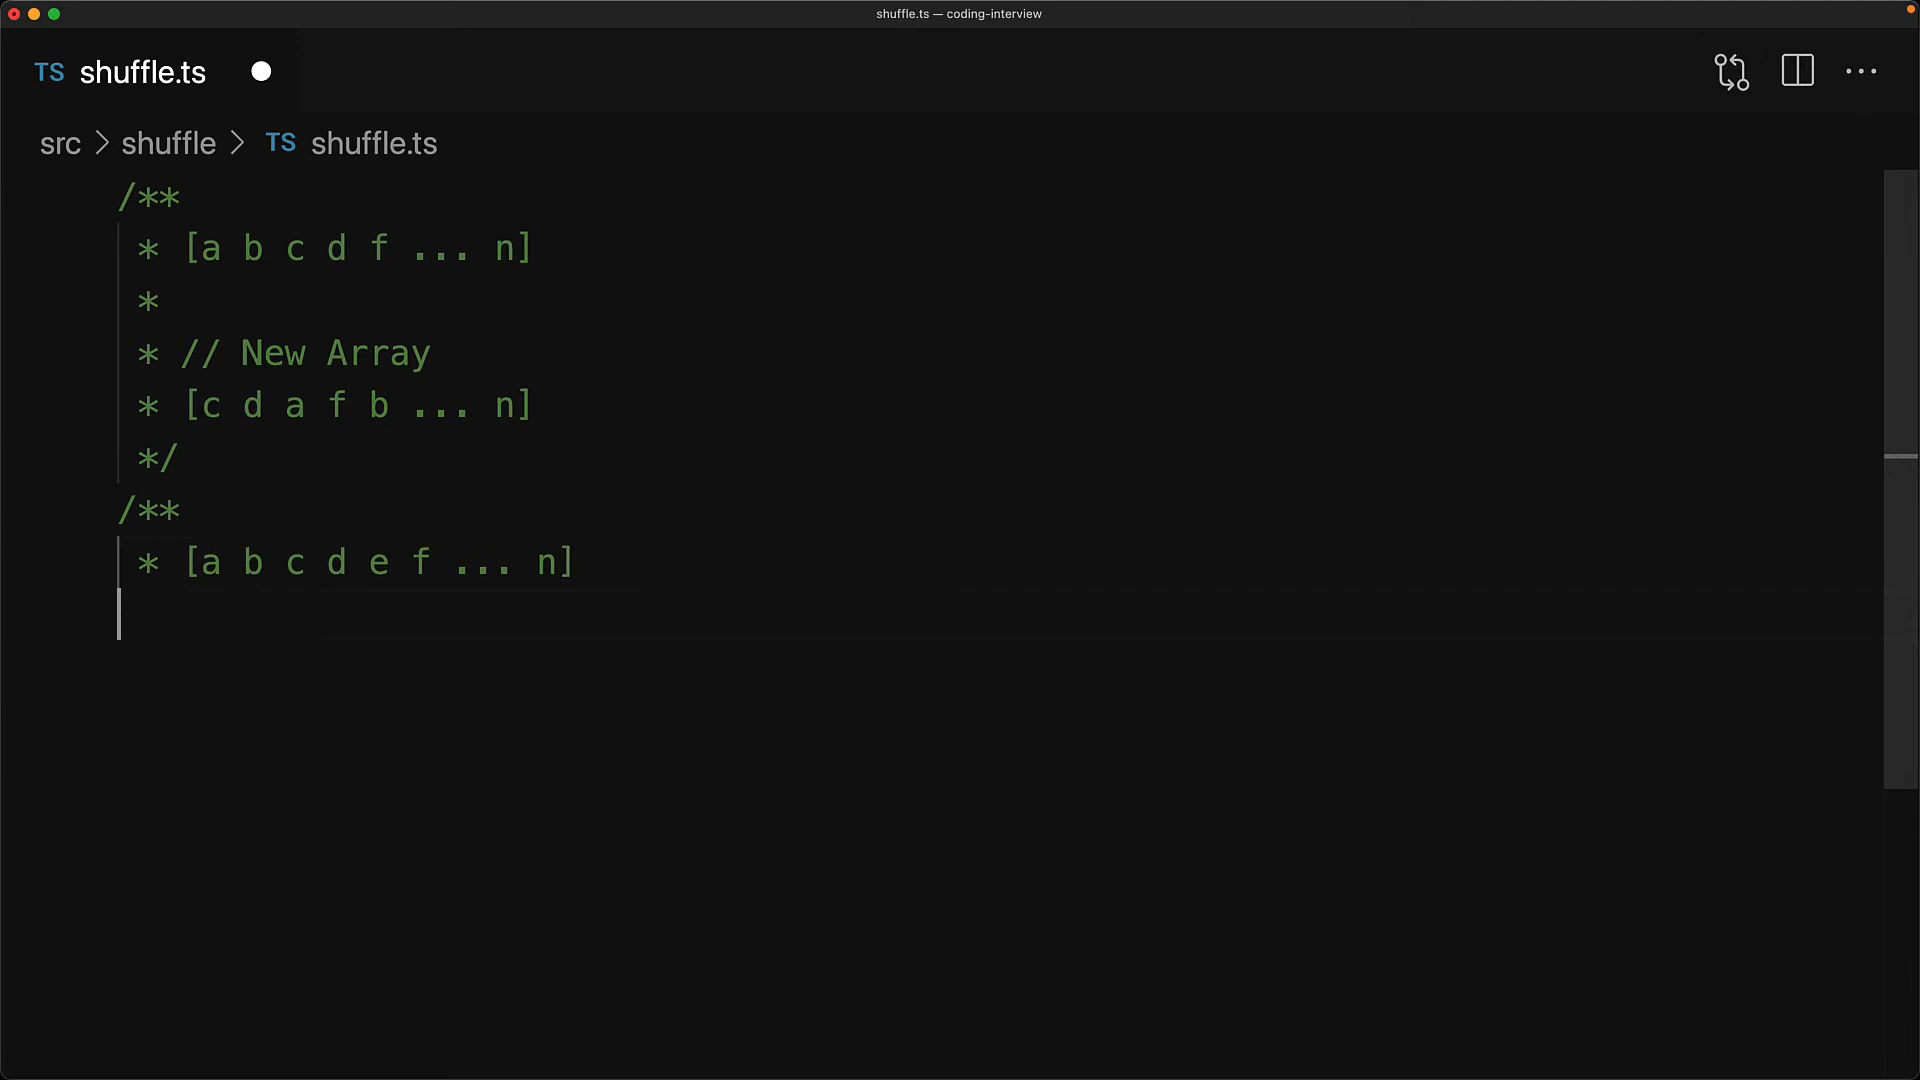 shuffle.ts — coding-interview
TS shuffle.ts
src > shuffle > TS shuffle.ts
/**
* [a b c d f ... n]
*
* // New Array
* [c d a f b ... n]
*/
/**
* [a b c d e f ... n]